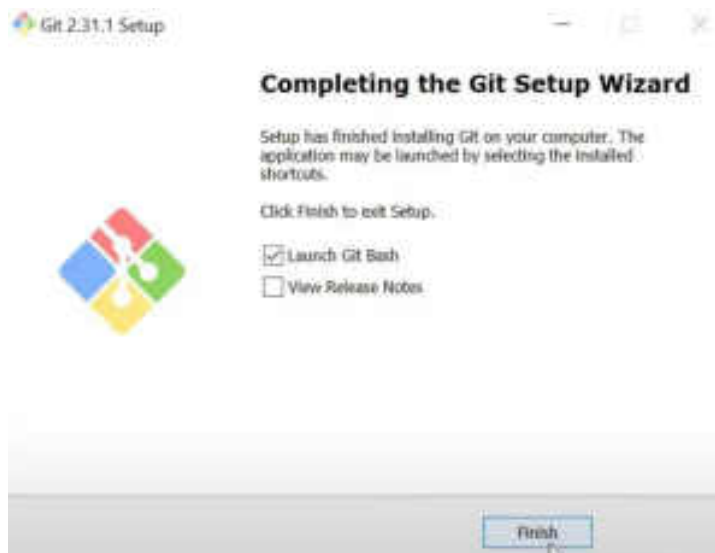 Git 2.31.1 Setup
Completing the Git Setup Wizard
Setup has finished installing Git on your computer. The
application may be launched by selecting the installed
shortcuts.
Click Finish to exit Setup.
Launch Git Bash
View Release Notes
Finish